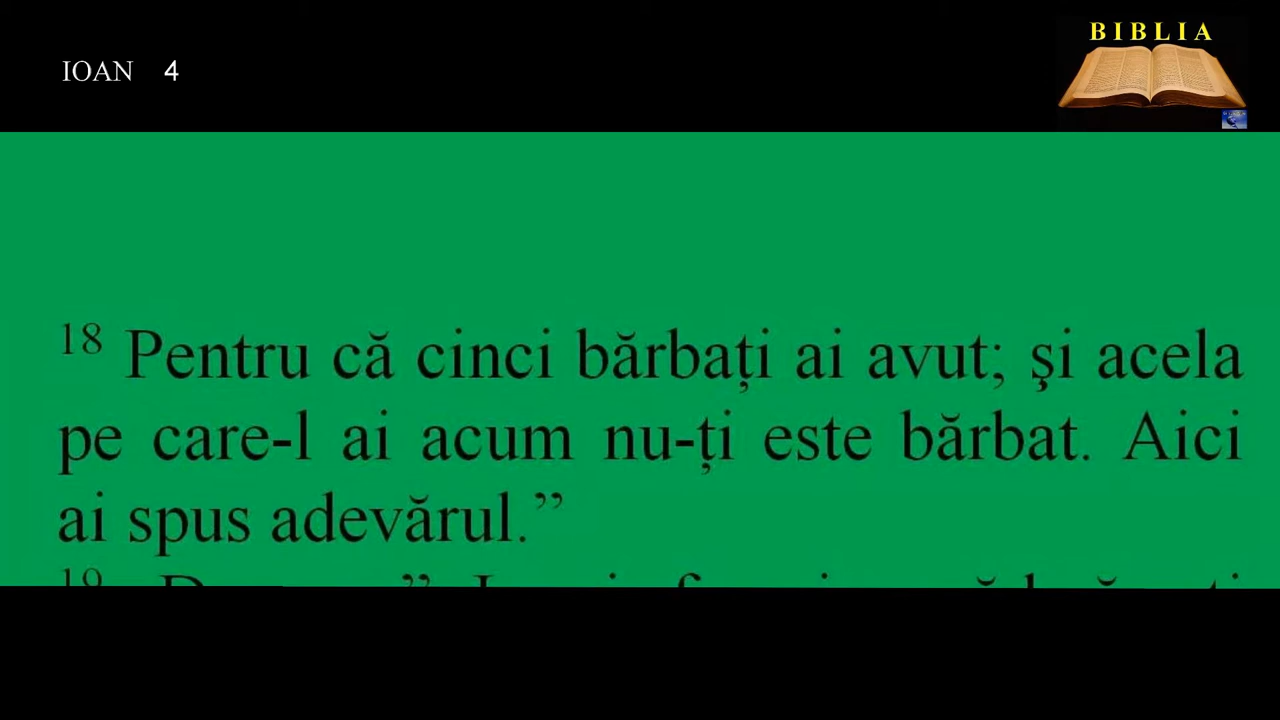 BIBLIA
IOAN 4
18 Pentru că cinci bărbați ai avut; şi acela
pe care-l ai acum nu-ți este bărbat. Aici
ai spus adevărul.”